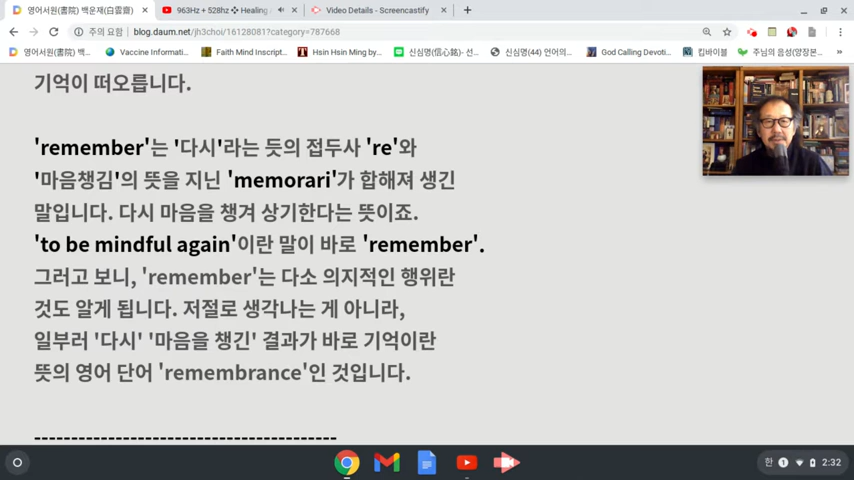 영어서원(書院) 백운재(白雲齋)
963Hz + 528hz ❖ Healing
Video Details - Screencastify
주의 요함
blog.daum.net/jh3choi/16128081?category=787668
영어서원(書院) 백...
Vaccine Informati...
Faith Mind Inscript...
Hsin Hsin Ming by...
신심명(信心銘)-신...
신심명(44) 언어의...
God Calling Devoti...
킵바이블
주님의 음성(양장본...
기억이 떠오릅니다.
'remember'는 '다시'라는 듯의 접두사 're'와
'마음챙김'의 뜻을 지닌 'memorari'가 합해져 생긴
말입니다. 다시 마음을 챙겨 상기한다는 뜻이죠.
'to be mindful again'이란 말이 바로 'remember'.
그러고 보니, 'remember'는 다소 의지적인 행위란
것도 알게 됩니다. 저절로 생각나는 게 아니라,
일부러 '다시' '마음을 챙긴' 결과가 바로 기억이란
뜻의 영어 단어 'remembrance'인 것입니다.
-----------------------------------------
한 1 2:32